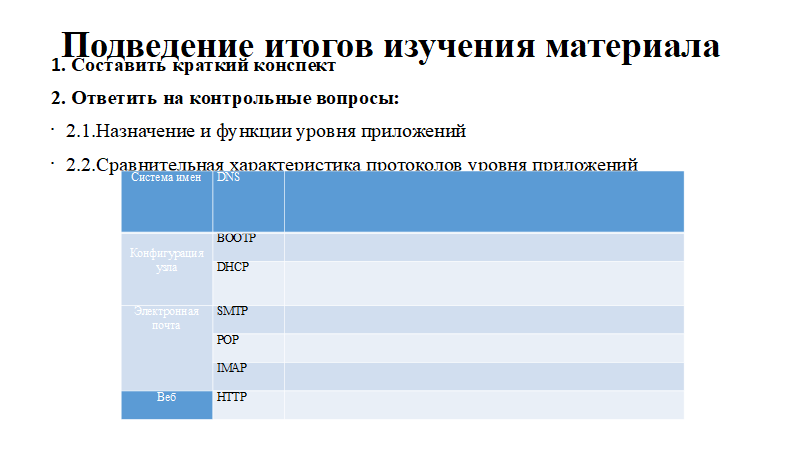 Подведение итогов изучения материала
1. Составить краткий конспект
2. Ответить на контрольные вопросы:
· 2.1.Назначение и функции уровня приложений
· 2.2.Сравнительная характеристика протоколов уровня приложений
Система имен DNS
Конфигурация
узла
BOOTP
DHCP
Электронная
почта
SMTP
POP
IMAP
Веб HTTP